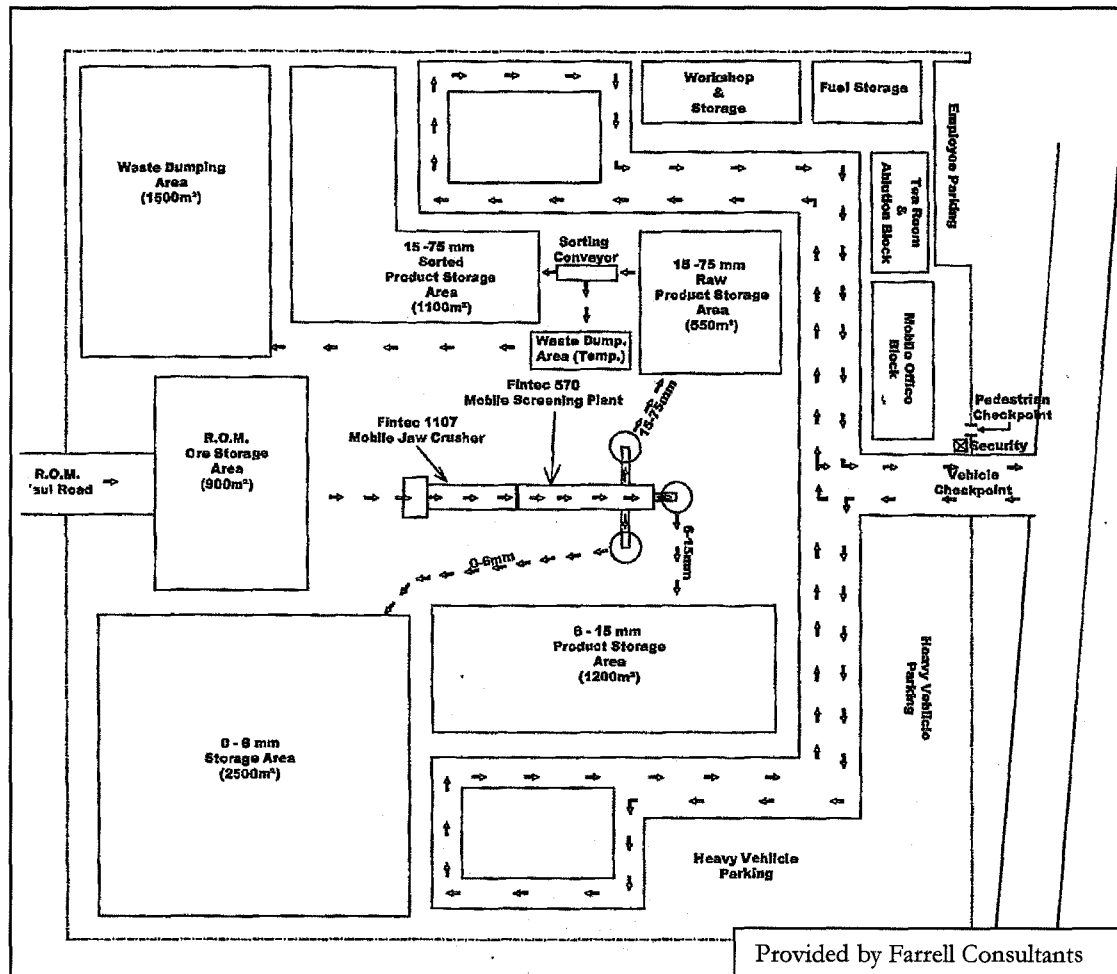 Workshop
&
Storage
Fuel Storage
Employee Parking
Waste Dumping
Area
(1500m²)
Tea Room
&
Ablution Block
15-75 mm
Sorted
Product Storage
Area
(1100m²)
Sorting
Conveyor
15-75 mm
Raw
Product Storage
Area
(550m²)
Waste Dump.
Area (Temp.)
Mobile Office
Block
Fintec 570
Mobile Screening Plant
15-75mm
Fintec 1107
Mobile Jaw Crusher
Pedestrian
Checkpoint
Security
R.O.M.
Ore Storage
Area
(900m²)
R.O.M.
Road
Vehicle
Checkpoint
0-6mm
6-15mm
6 - 15 mm
Product Storage
Area
(1200m²)
Heavy Vehicle
Parking
0 - 6 mm
Storage Area
(2500m²)
Heavy Vehicle
Parking
Provided by Farrell Consultants